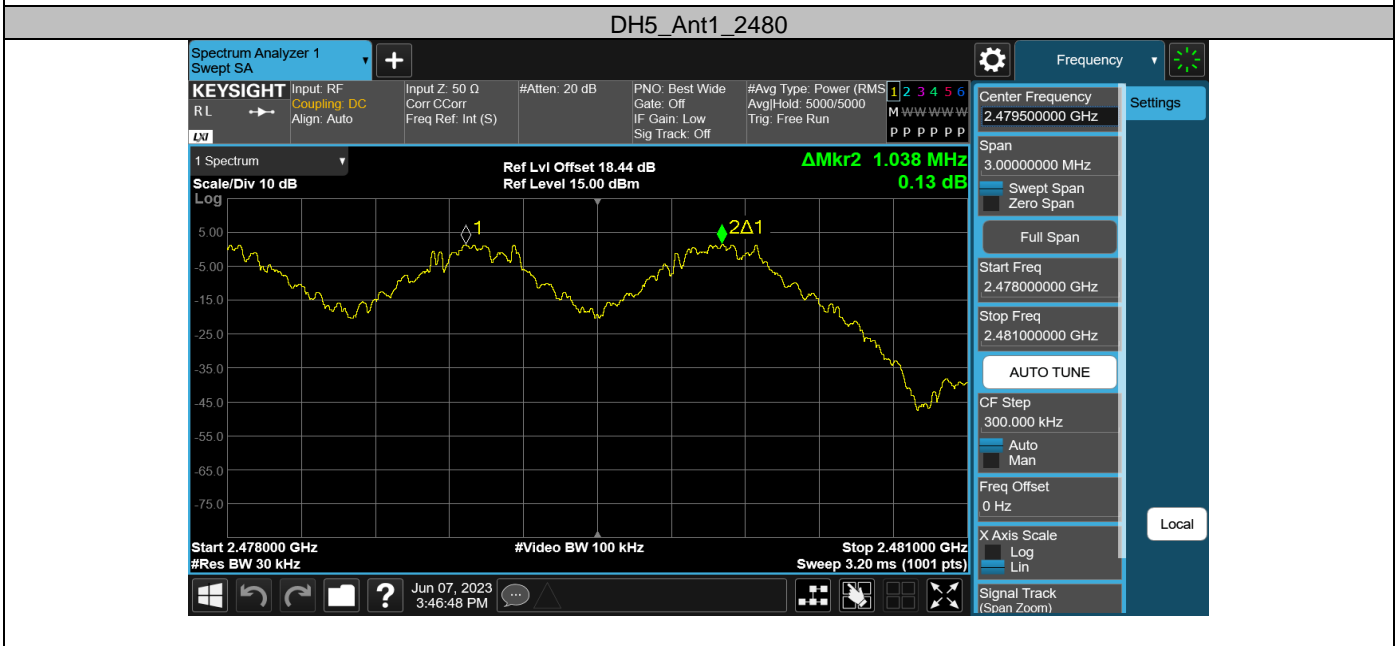 DH5_Ant1_2480
Spectrum Analyzer 1
Swept SA
Frequency
KEYSIGHT
RL
LXI
Input: RF
Coupling: DC
Align: Auto
Input Z: 50 Ω
Corr CCorr
Freq Ref: Int (S)
#Atten: 20 dB
PNO: Best Wide
Gate: Off
IF Gain: Low
Sig Track: Off
#Avg Type: Power (RMS
Avg|Hold: 5000/5000
Trig: Free Run
1 2 3 4 5 6
M W W W W W
P P P P P P
1 Spectrum
Scale/Div 10 dB
Log
Ref Lvl Offset 18.44 dB
Ref Level 15.00 dBm
ΔMkr2 1.038 MHz
0.13 dB
1
2Δ1
5.00
-5.00
-15.0
-25.0
-35.0
-45.0
-55.0
-65.0
-75.0
Start 2.478000 GHz
#Res BW 30 kHz
#Video BW 100 kHz
Stop 2.481000 GHz
Sweep 3.20 ms (1001 pts)
?
Jun 07, 2023
3:46:48 PM
Center Frequency
2.479500000 GHz
Settings
Span
3.00000000 MHz
Swept Span
Zero Span
Full Span
Start Freq
2.478000000 GHz
Stop Freq
2.481000000 GHz
AUTO TUNE
CF Step
300.000 kHz
Auto
Man
Freq Offset
0 Hz
X Axis Scale
Log
Lin
Local
Signal Track
(Span Zoom)